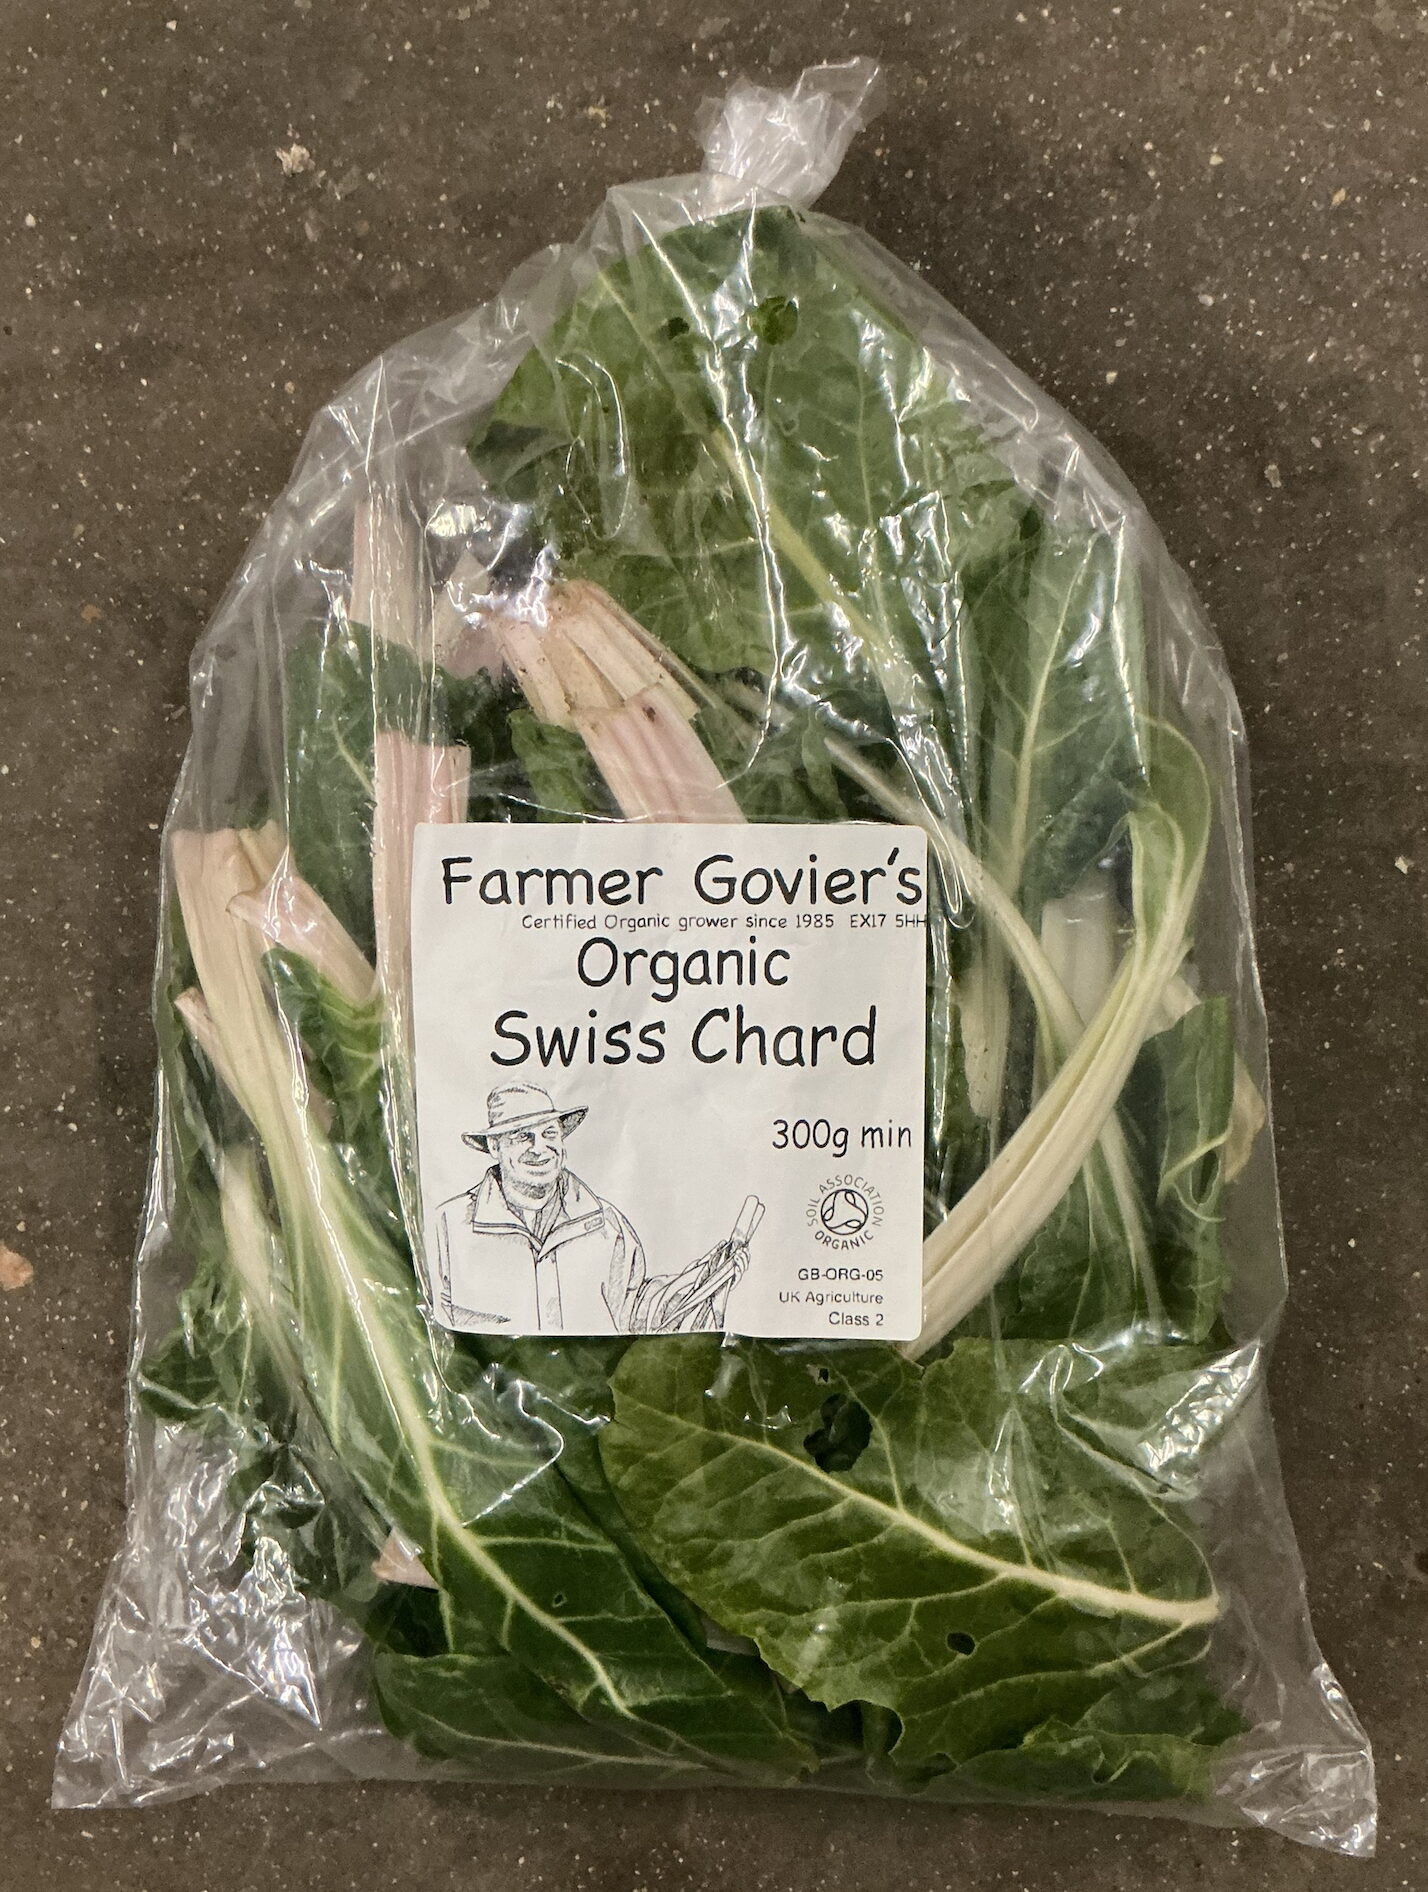 Farmer Govier's
Certified Organic grower since 1985 EX17 5HH
Organic
Swiss Chard
300g min
SOIL ASSOCIATION
ORGANIC
GB-ORG-05
UK Agriculture
Class 2